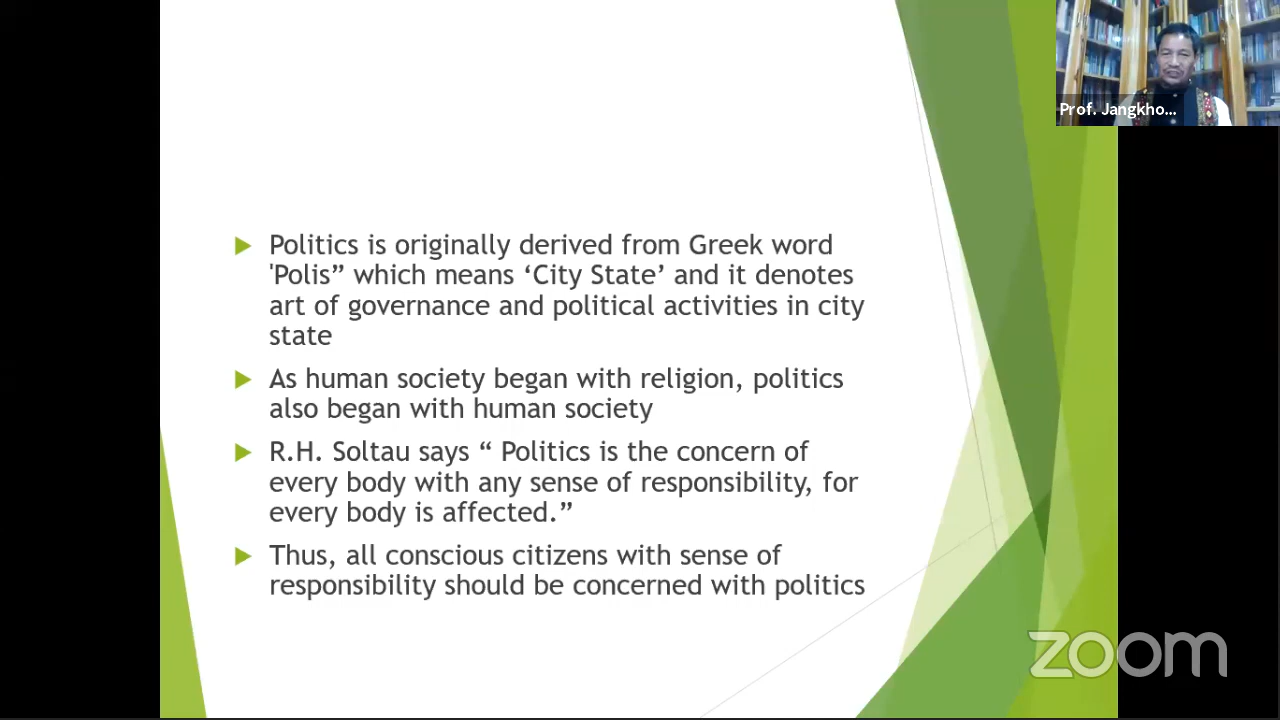 Prof. Jangkho...
Politics is originally derived from Greek word
'Polis” which means ‘City State’ and it denotes
art of governance and political activities in city
state
As human society began with religion, politics
also began with human society
R.H. Soltau says “ Politics is the concern of
every body with any sense of responsibility, for
every body is affected.”
Thus, all conscious citizens with sense of
responsibility should be concerned with politics
zoom